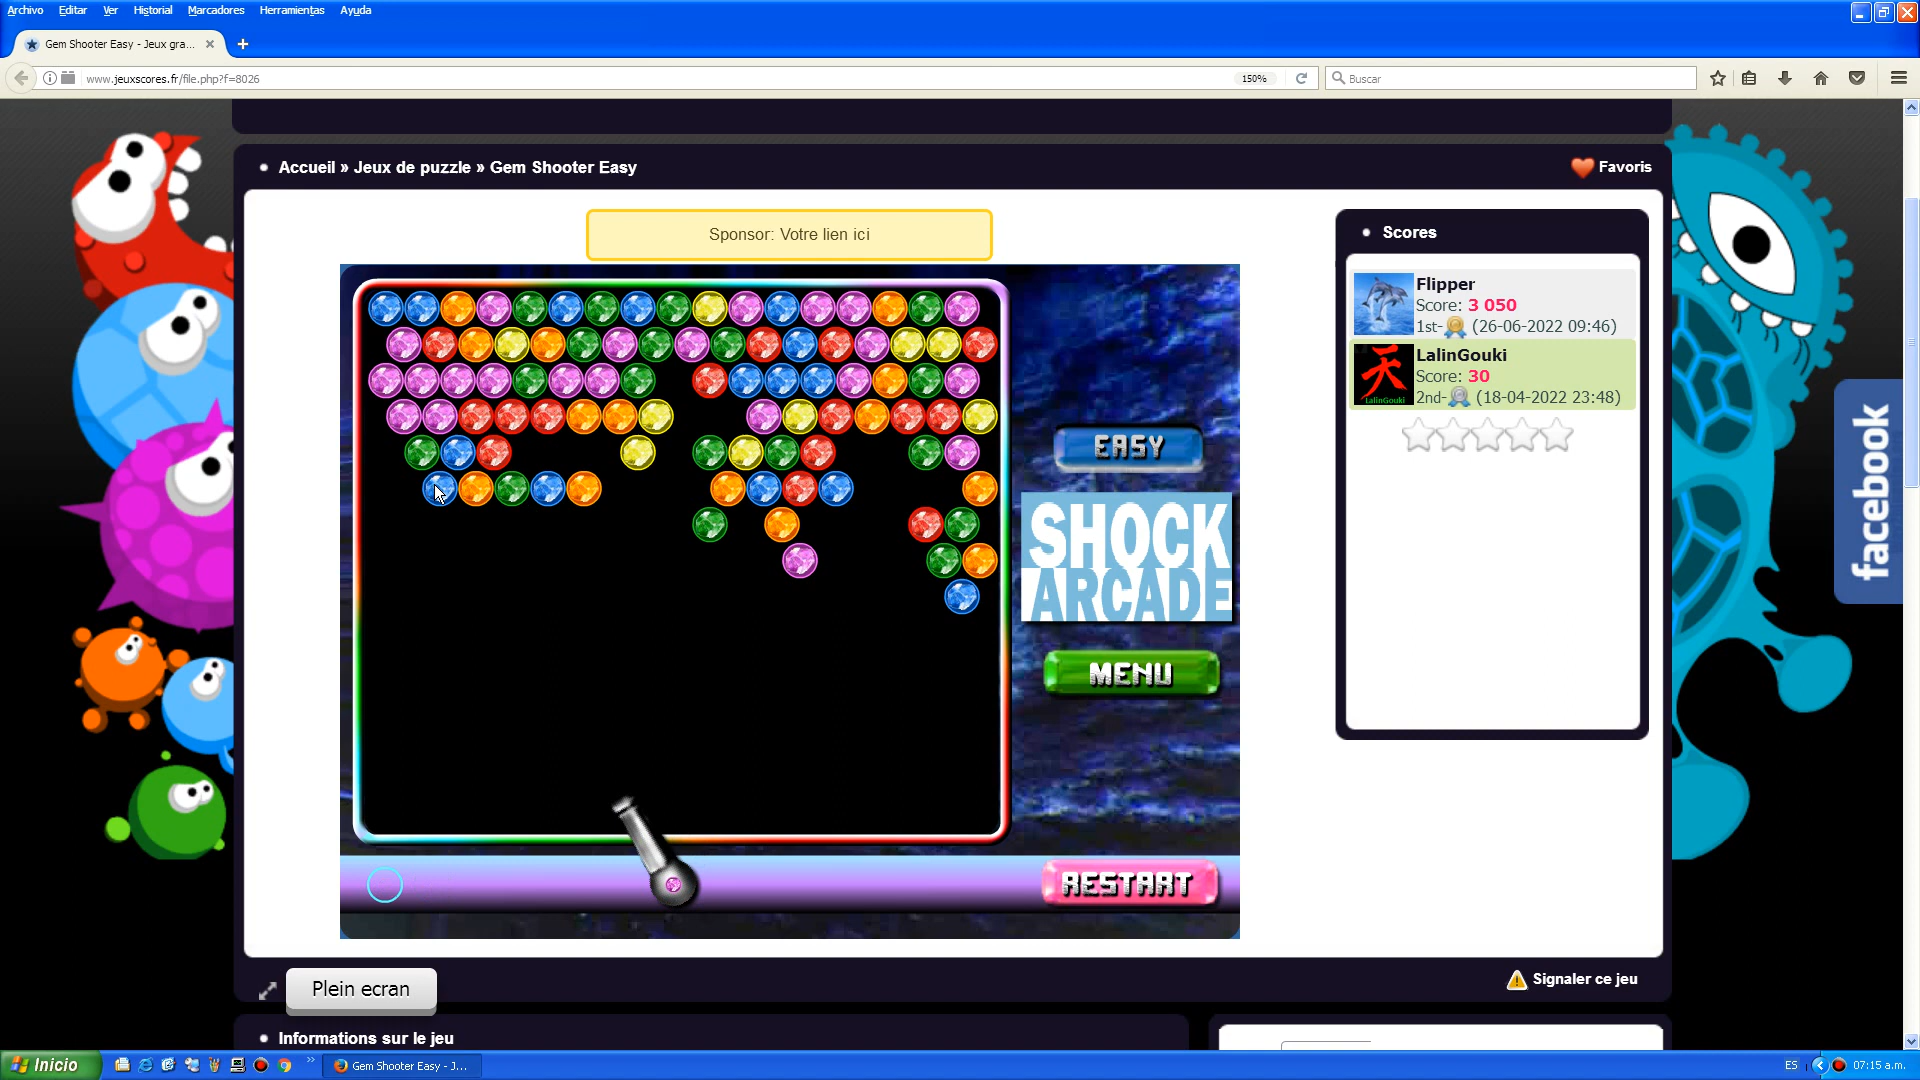 Archivo Editar Ver Historial Marcadores Herramientas Ayuda
Gem Shooter Easy - Jeux gra...
www.jeuxscores.fr/file.php?f=8026
150%
Buscar
Accueil » Jeux de puzzle » Gem Shooter Easy
Favoris
Sponsor: Votre lien ici
Scores
Flipper
Score: 3 050
1st- (26-06-2022 09:46)
LalinGouki
LalinGouki
Score: 30
2nd- (18-04-2022 23:48)
EASY
SHOCK
ARCADE
MENU
RESTART
facebook
Plein ecran
Signaler ce jeu
Informations sur le jeu
Inicio
Gem Shooter Easy - J...
ES
07:15 a.m.